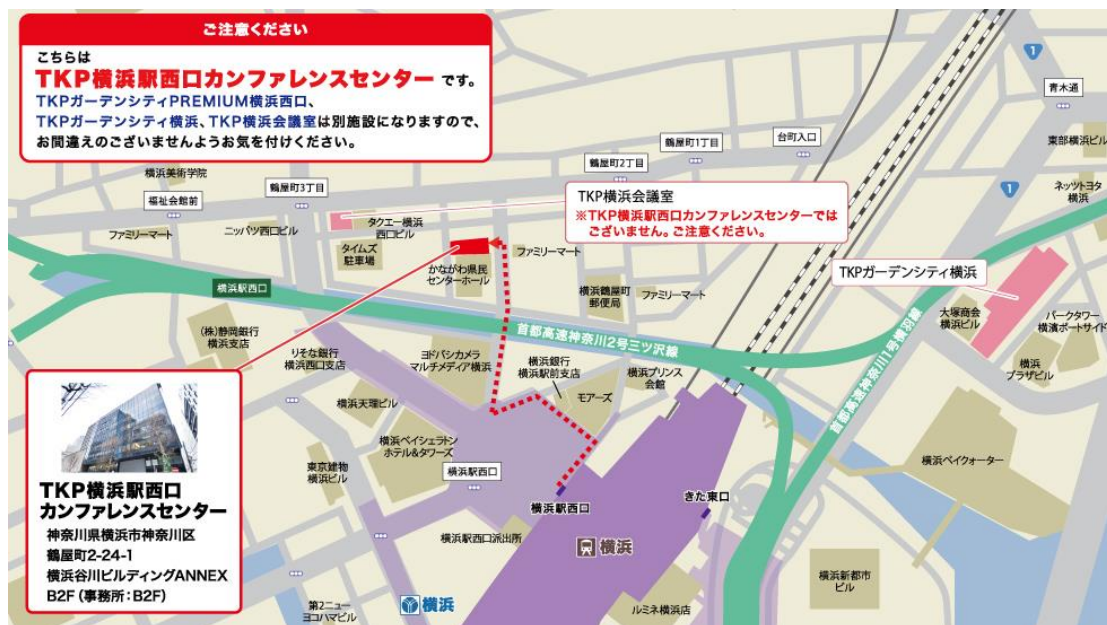 ご注意ください
こちらは
TKP横浜駅西口カンファレンスセンター です。
TKPガーデンシティPREMIUM横浜西口、
TKPガーデンシティ横浜、TKP横浜会議室は別施設になりますので、
お間違えのございませんようお気を付けください。
1
青木通
東部横浜ビル
台町入口
鶴屋町1丁目
鶴屋町2丁目
横浜美術学院
鶴屋町3丁目
福祉会館前
1
ネッツトヨタ
横浜
TKP横浜会議室
※TKP横浜駅西口カンファレンスセンターでは
ございません。ご注意ください。
ファミリーマート
ニッパツ西口ビル
タクエー横浜
西口ビル
タイムズ
駐車場
かながわ県民
センターホール
ファミリーマート
TKPガーデンシティ横浜
横浜駅西口
横浜鶴屋町
郵便局
ファミリーマート
大塚商会
横浜ビル
パークタワー
横濱ポートサイド
首都高速神奈川2号三ツ沢線
首都高速神奈川1号横羽線
(株)静岡銀行
横浜支店
りそな銀行
横浜西口支店
ヨドバシカメラ
マルチメディア横浜
横浜銀行
横浜駅前支店
横浜プリンス
会館
横浜
プラザビル
モアーズ
横浜天理ビル
横浜ベイシェラトン
ホテル&タワーズ
東京建物
横浜ビル
横浜駅西口
横浜ベイクォーター
横浜駅西口
きた東口
横浜駅西口派出所
横浜
横浜新都市
ビル
第2ニュー
ヨコハマビル
横浜
ルミネ横浜店
TKP横浜駅西口
カンファレンスセンター
神奈川県横浜市神奈川区
鶴屋町2-24-1
横浜谷川ビルディングANNEX
B2F（事務所：B2F）